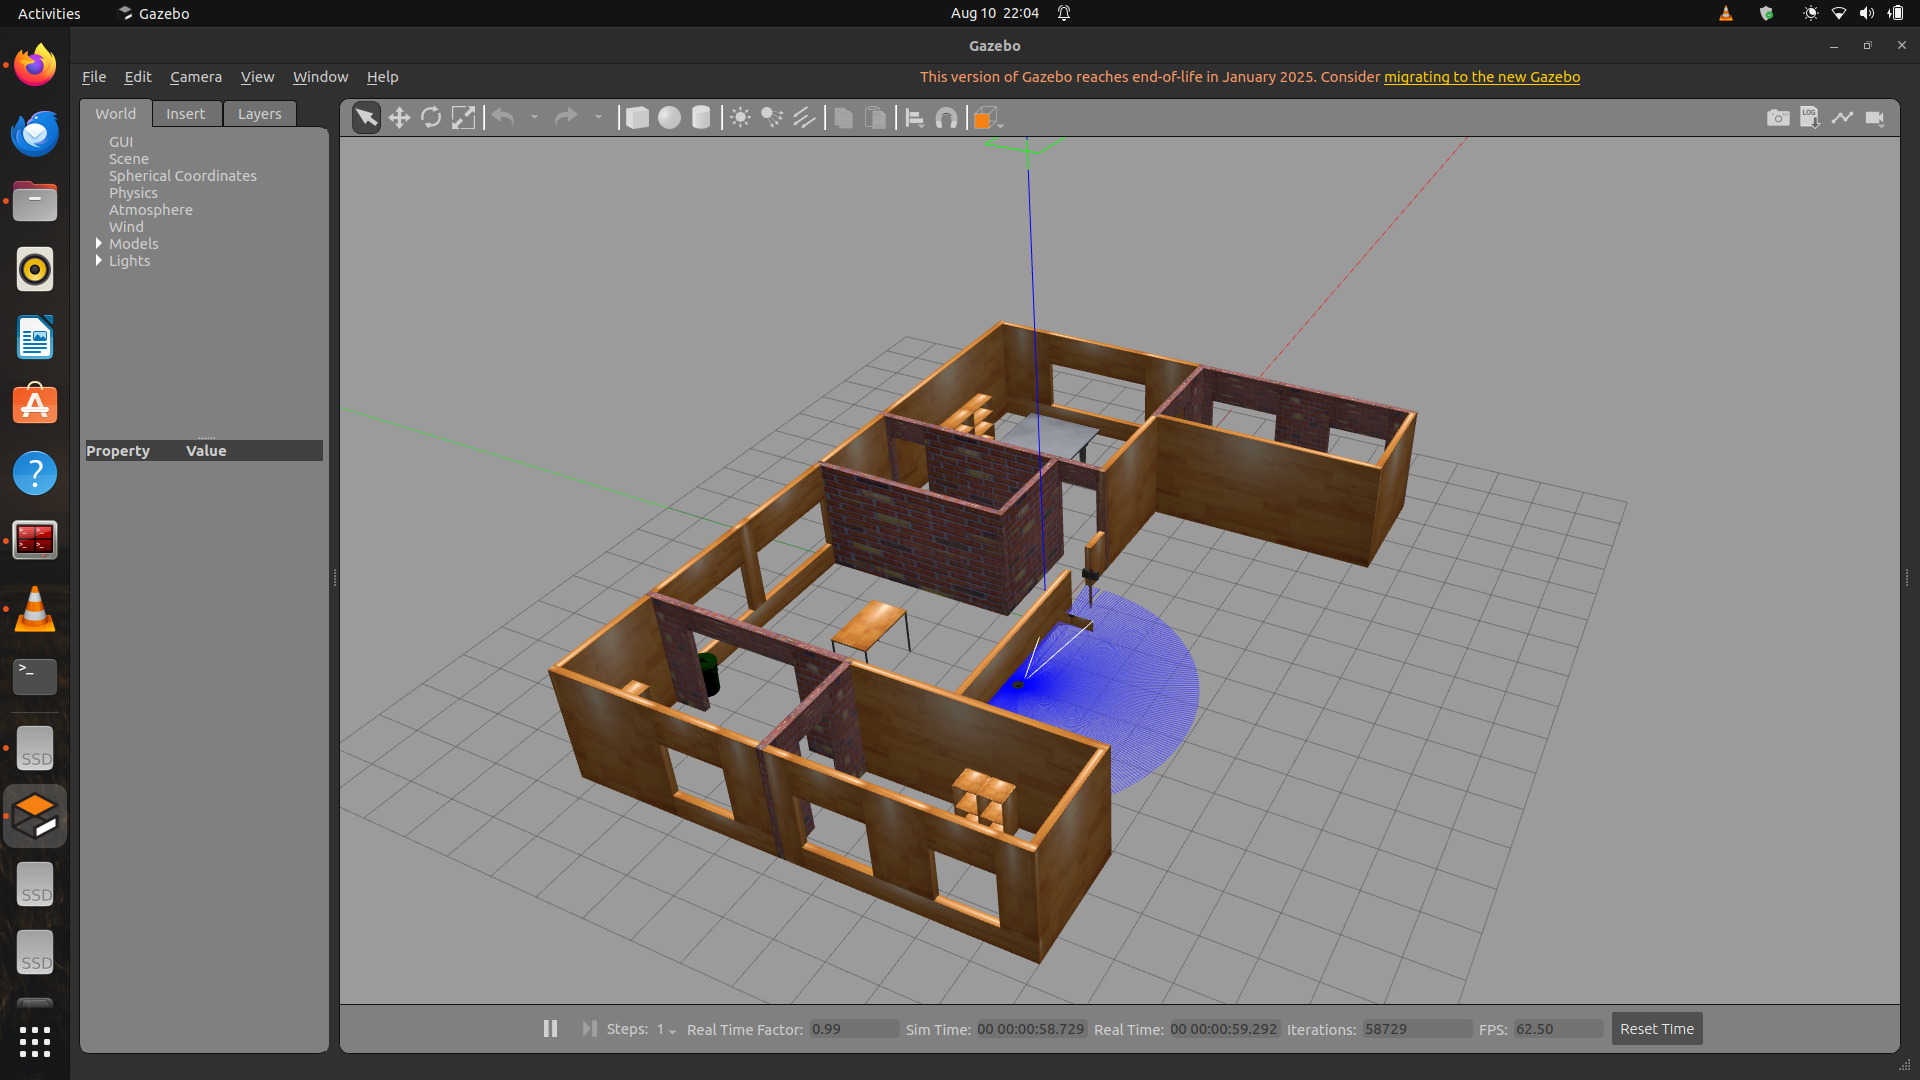 Activities Gazebo Aug 10 22:04
Gazebo
File Edit Camera View Window Help This version of Gazebo reaches end-of-life in January 2025. Consider migrating to the new Gazebo
World Insert Layers
LOG
GUI
Scene
Spherical Coordinates
Physics
Atmosphere
Wind
Models
Lights
Property Value
SSD
SSD
SSD
Steps: 1 Real Time Factor: 0.99 Sim Time: 00 00:00:58.729 Real Time: 00 00:00:59.292 Iterations: 58729 FPS: 62.50 Reset Time